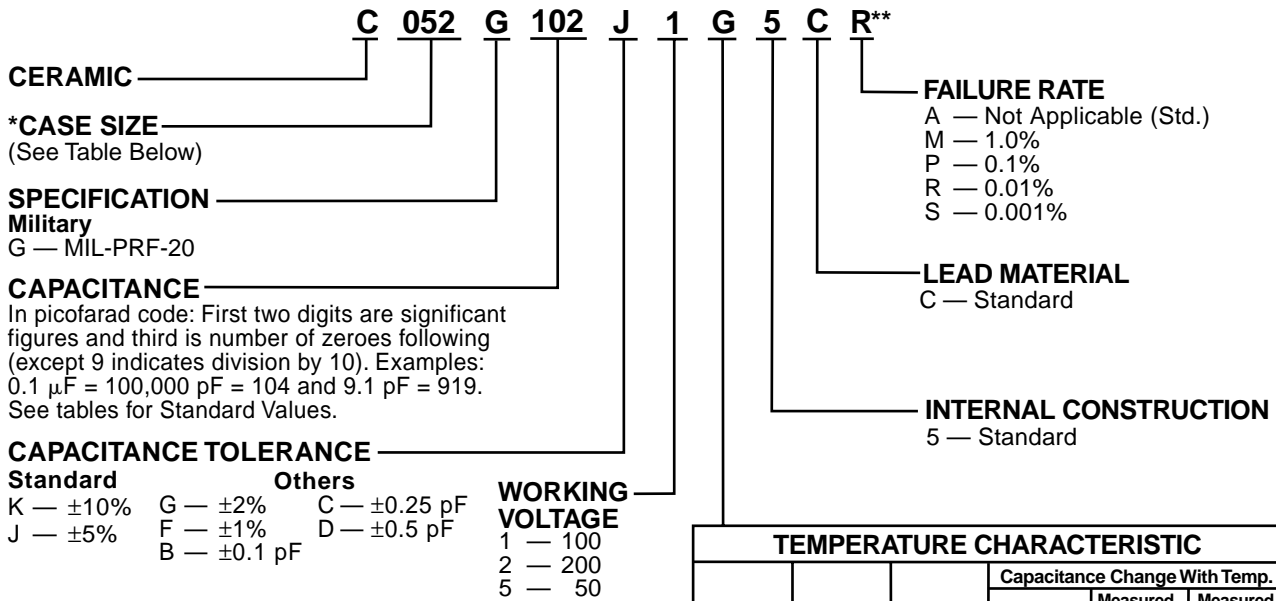 C 052 G 102 J 1 G 5 C R**
CERAMIC
*CASE SIZE
(See Table Below)
SPECIFICATION
Military
G — MIL-PRF-20
CAPACITANCE
In picofarad code: First two digits are significant
figures and third is number of zeroes following
(except 9 indicates division by 10). Examples:
0.1 μF = 100,000 pF = 104 and 9.1 pF = 919.
See tables for Standard Values.
CAPACITANCE TOLERANCE
Standard
K — ±10%
J — ±5%
Others
G — ±2%
F — ±1%
B — ±0.1 pF
C — ±0.25 pF
D — ±0.5 pF
WORKING
VOLTAGE
1 — 100
2 — 200
5 — 50
FAILURE RATE
A — Not Applicable (Std.)
M — 1.0%
P — 0.1%
R — 0.01%
S — 0.001%
LEAD MATERIAL
C — Standard
INTERNAL CONSTRUCTION
5 — Standard
TEMPERATURE CHARACTERISTIC
Capacitance Change With Temp.
Measured Measured